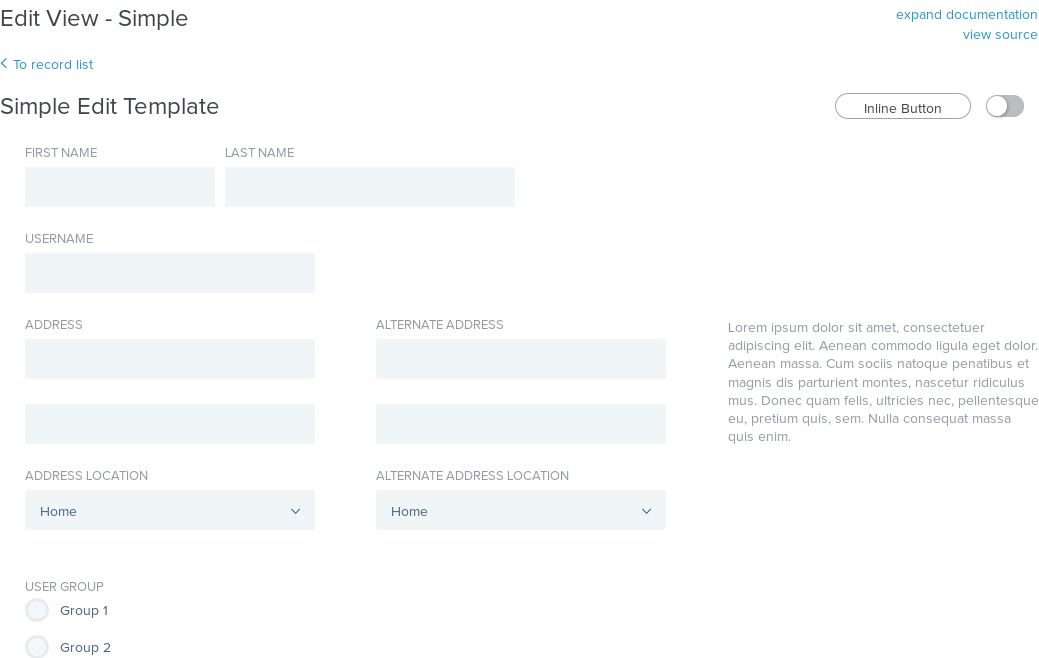 Edit View - Simple
expand documentation
view source
To record list
Simple Edit Template
Inline Button
FIRST NAME
LAST NAME
USERNAME
ADDRESS
ALTERNATE ADDRESS
Lorem ipsum dolor sit amet, consectetuer
adipiscing elit. Aenean commodo ligula eget dolor.
Aenean massa. Cum sociis natoque penatibus et
magnis dis parturient montes, nascetur ridiculus
mus. Donec quam felis, ultricies nec, pellentesque
eu, pretium quis, sem. Nulla consequat massa
quis enim.
ADDRESS LOCATION
ALTERNATE ADDRESS LOCATION
Home
Home
USER GROUP
Group 1
Group 2